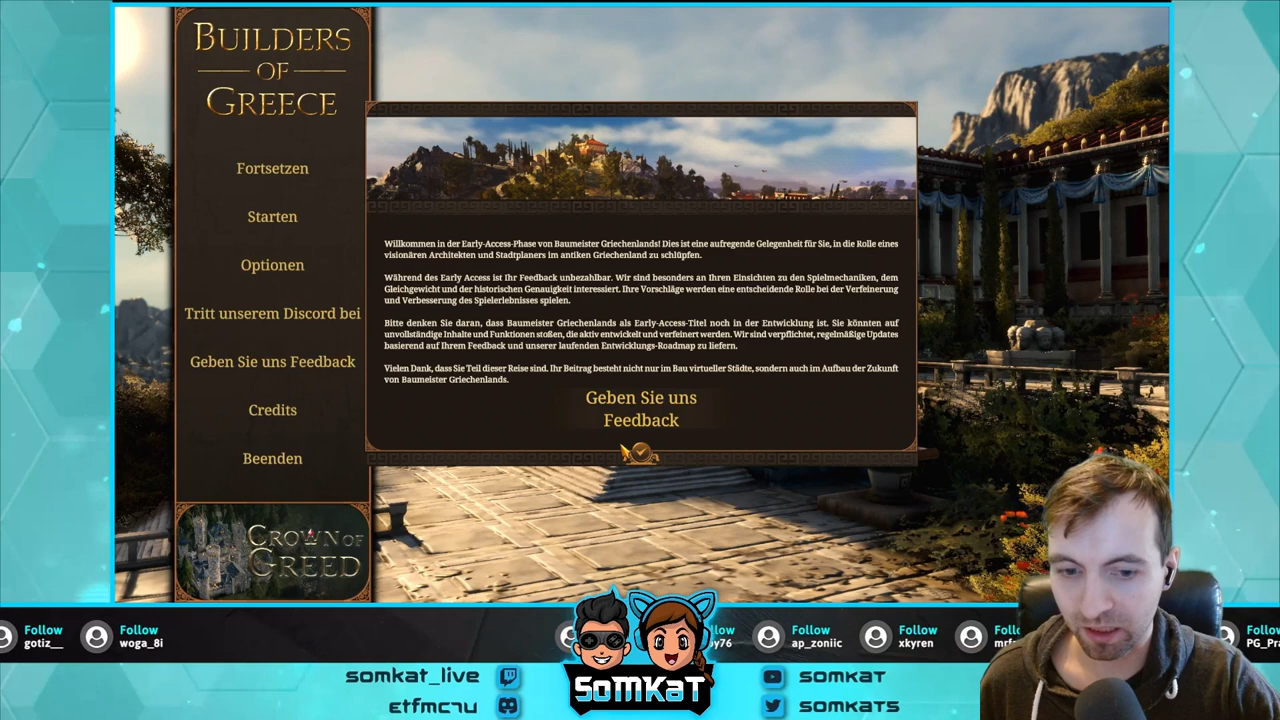 BUILDERS
OF
GREECE
Fortsetzen
Starten
Optionen
Tritt unserem Discord bei
Geben Sie uns Feedback
Credits
Beenden
CROWN OF
GREED
Willkommen in der Early-Access-Phase von Baumeister Griechenlands! Dies ist eine aufregende Gelegenheit für Sie, in die Rolle eines
visionären Architekten und Stadtplaners im antiken Griechenland zu schlüpfen.
Während des Early Access ist Ihr Feedback unbezahlbar. Wir sind besonders an Ihren Einsichten zu den Spielmechaniken, dem
Gleichgewicht und der historischen Genauigkeit interessiert. Ihre Vorschläge werden eine entscheidende Rolle bei der Verfeinerung
und Verbesserung des Spielerlebnisses spielen.
Bitte denken Sie daran, dass Baumeister Griechenlands als Early-Access-Titel noch in der Entwicklung ist. Sie könnten auf
unvollständige Inhalte und Funktionen stoßen, die aktiv entwickelt und verfeinert werden. Wir sind verpflichtet, regelmäßige Updates
basierend auf Ihrem Feedback und unserer laufenden Entwicklungs-Roadmap zu liefern.
Vielen Dank, dass Sie Teil dieser Reise sind. Ihr Beitrag besteht nicht nur im Bau virtueller Städte, sondern auch im Aufbau der Zukunft
von Baumeister Griechenlands.
Geben Sie uns
Feedback
Follow
gotiz__
Follow
woga_8i
Follow
ap_zoniic
Follow
xkyren
Follow
somkat_live
etfmc7u
SOMKAT
somkat
somkats